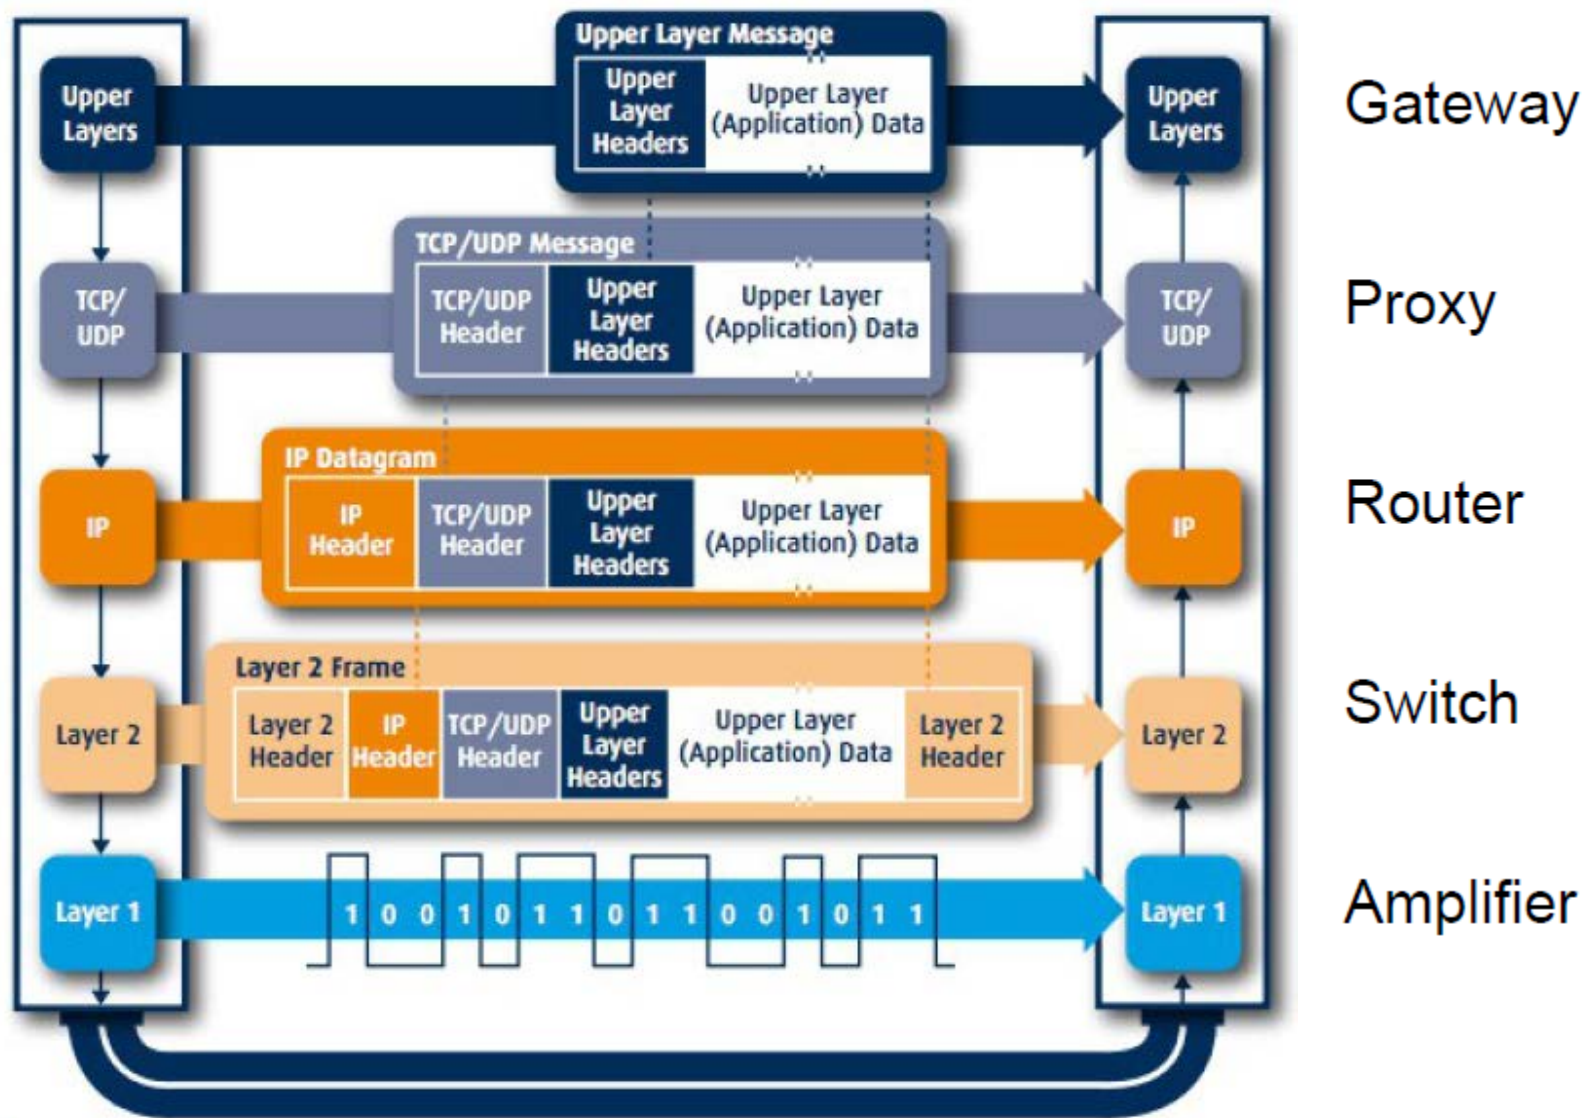 Upper Layer Message
Upper
Layers
Upper
Layer
Headers
Upper Layer
(Application) Data
Upper
Layers
Gateway
TCP/UDP Message
TCP/
UDP
TCP/UDP
Header
Upper
Layer
Headers
Upper Layer
(Application) Data
TCP/
UDP
Proxy
IP Datagram
IP
IP
Header
TCP/UDP
Header
Upper
Layer
Headers
Upper Layer
(Application) Data
IP
Router
Layer 2 Frame
Layer 2
Layer 2
Header
IP
Header
TCP/UDP
Header
Upper
Layer
Headers
Upper Layer
(Application) Data
Layer 2
Header
Layer 2
Switch
Layer 1
1 0 0 1 0 1 1 0 1 1 0 0 1 0 1 1
Layer 1
Amplifier